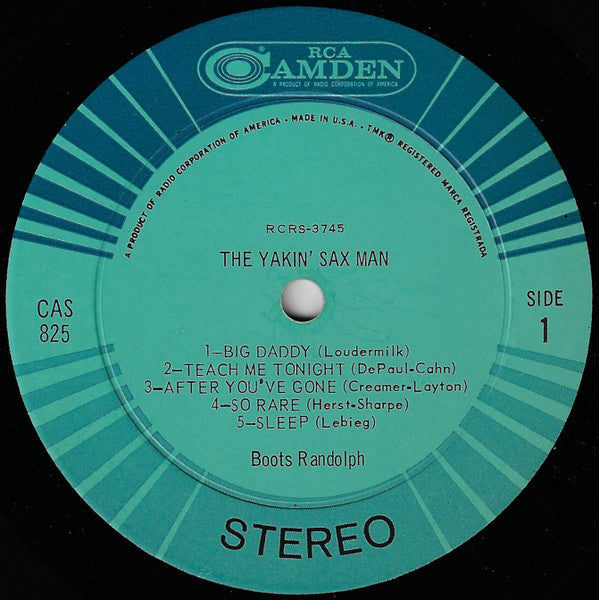 RCA
CAMDEN
A PRODUCT OF RADIO CORPORATION OF AMERICA
A PRODUCT OF RADIO CORPORATION OF AMERICA • MADE IN U.S.A. • TMK® REGISTERED MARCA REGISTRADA
RCRS-3745
THE YAKIN' SAX MAN
CAS
825
SIDE
1
1—BIG DADDY (Loudermilk)
2—TEACH ME TONIGHT (DePaul-Cahn)
3—AFTER YOU'VE GONE (Creamer-Layton)
4—SO RARE (Herst-Sharpe)
5—SLEEP (Lebieg)
Boots Randolph
STEREO